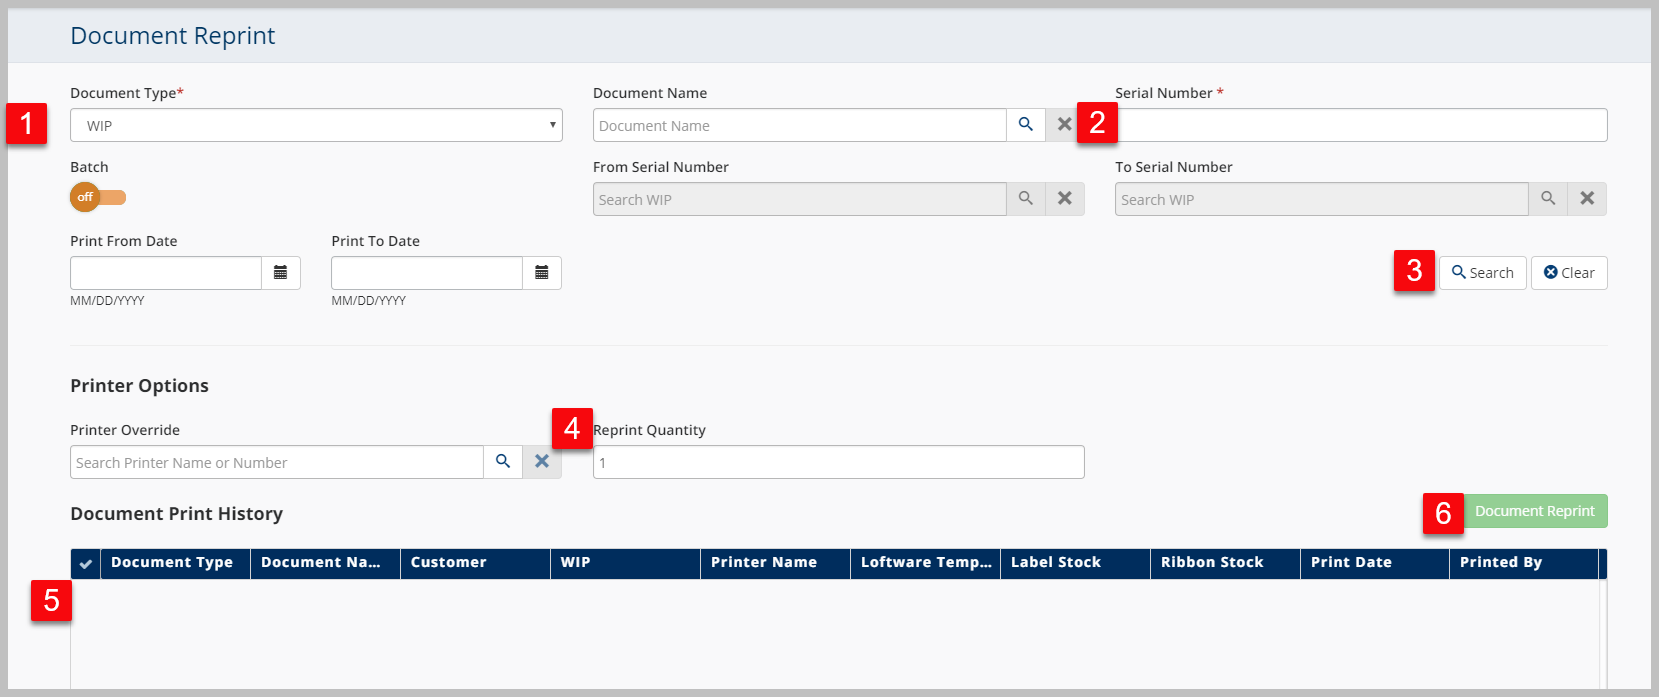 Document Reprint
Document Type* Document Name Serial Number *
1 WIP Document Name 2
Batch From Serial Number To Serial Number
off Search WIP Search WIP
Print From Date Print To Date
3 Search Clear
MM/DD/YYYY MM/DD/YYYY
Printer Options
Printer Override 4 Reprint Quantity
Search Printer Name or Number 1
Document Print History 6 Document Reprint
Document Type Document Na... Customer WIP Printer Name Loftware Temp... Label Stock Ribbon Stock Print Date Printed By
5